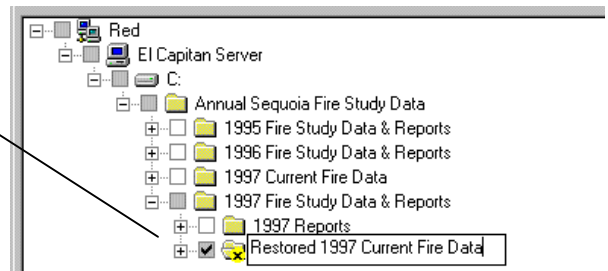 Red
El Capitan Server
C:
Annual Sequoia Fire Study Data
1995 Fire Study Data & Reports
1996 Fire Study Data & Reports
1997 Current Fire Data
1997 Fire Study Data & Reports
1997 Reports
Restored 1997 Current Fire Data